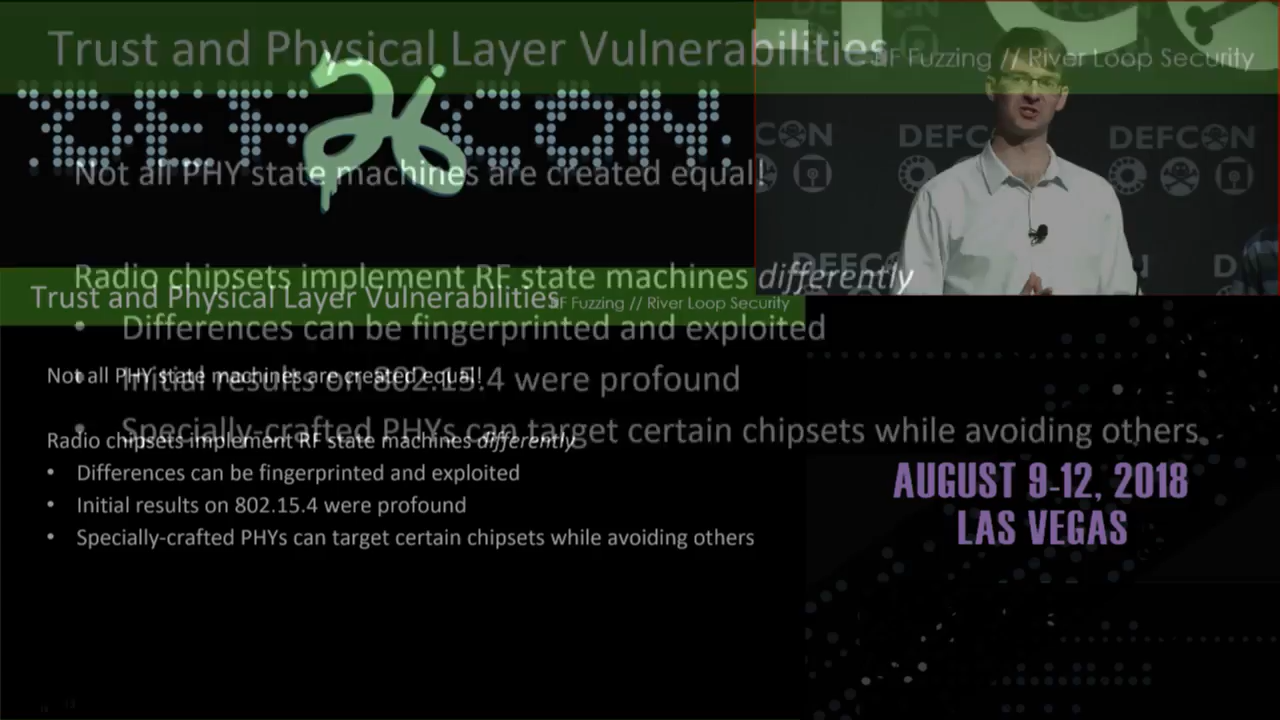 Trust and Physical Layer Vulnerabilities
RF Fuzzing // River Loop Security
DEF CON
26
Not all PHY state machines are created equal!
DEFCON
DEFCON
DEFCON
Radio chipsets implement RF state machines differently
• Differences can be fingerprinted and exploited
• Initial results on 802.15.4 were profound
• Specially-crafted PHYs can target certain chipsets while avoiding others.
Trust and Physical Layer Vulnerabilities
RF Fuzzing // River Loop Security
Not all PHY state machines are created equal!
Radio chipsets implement RF state machines differently
• Differences can be fingerprinted and exploited
• Initial results on 802.15.4 were profound
• Specially-crafted PHYs can target certain chipsets while avoiding others
AUGUST 9-12, 2018
LAS VEGAS